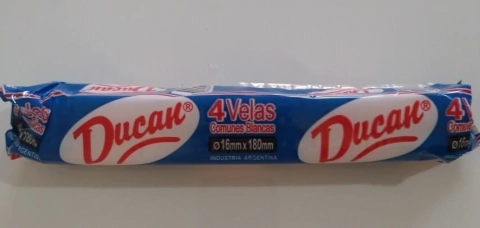 Ducan®
4 Velas
Comunes Blancas
Ø16mm x 180mm
INDUSTRIA ARGENTINA
Ducan®
4